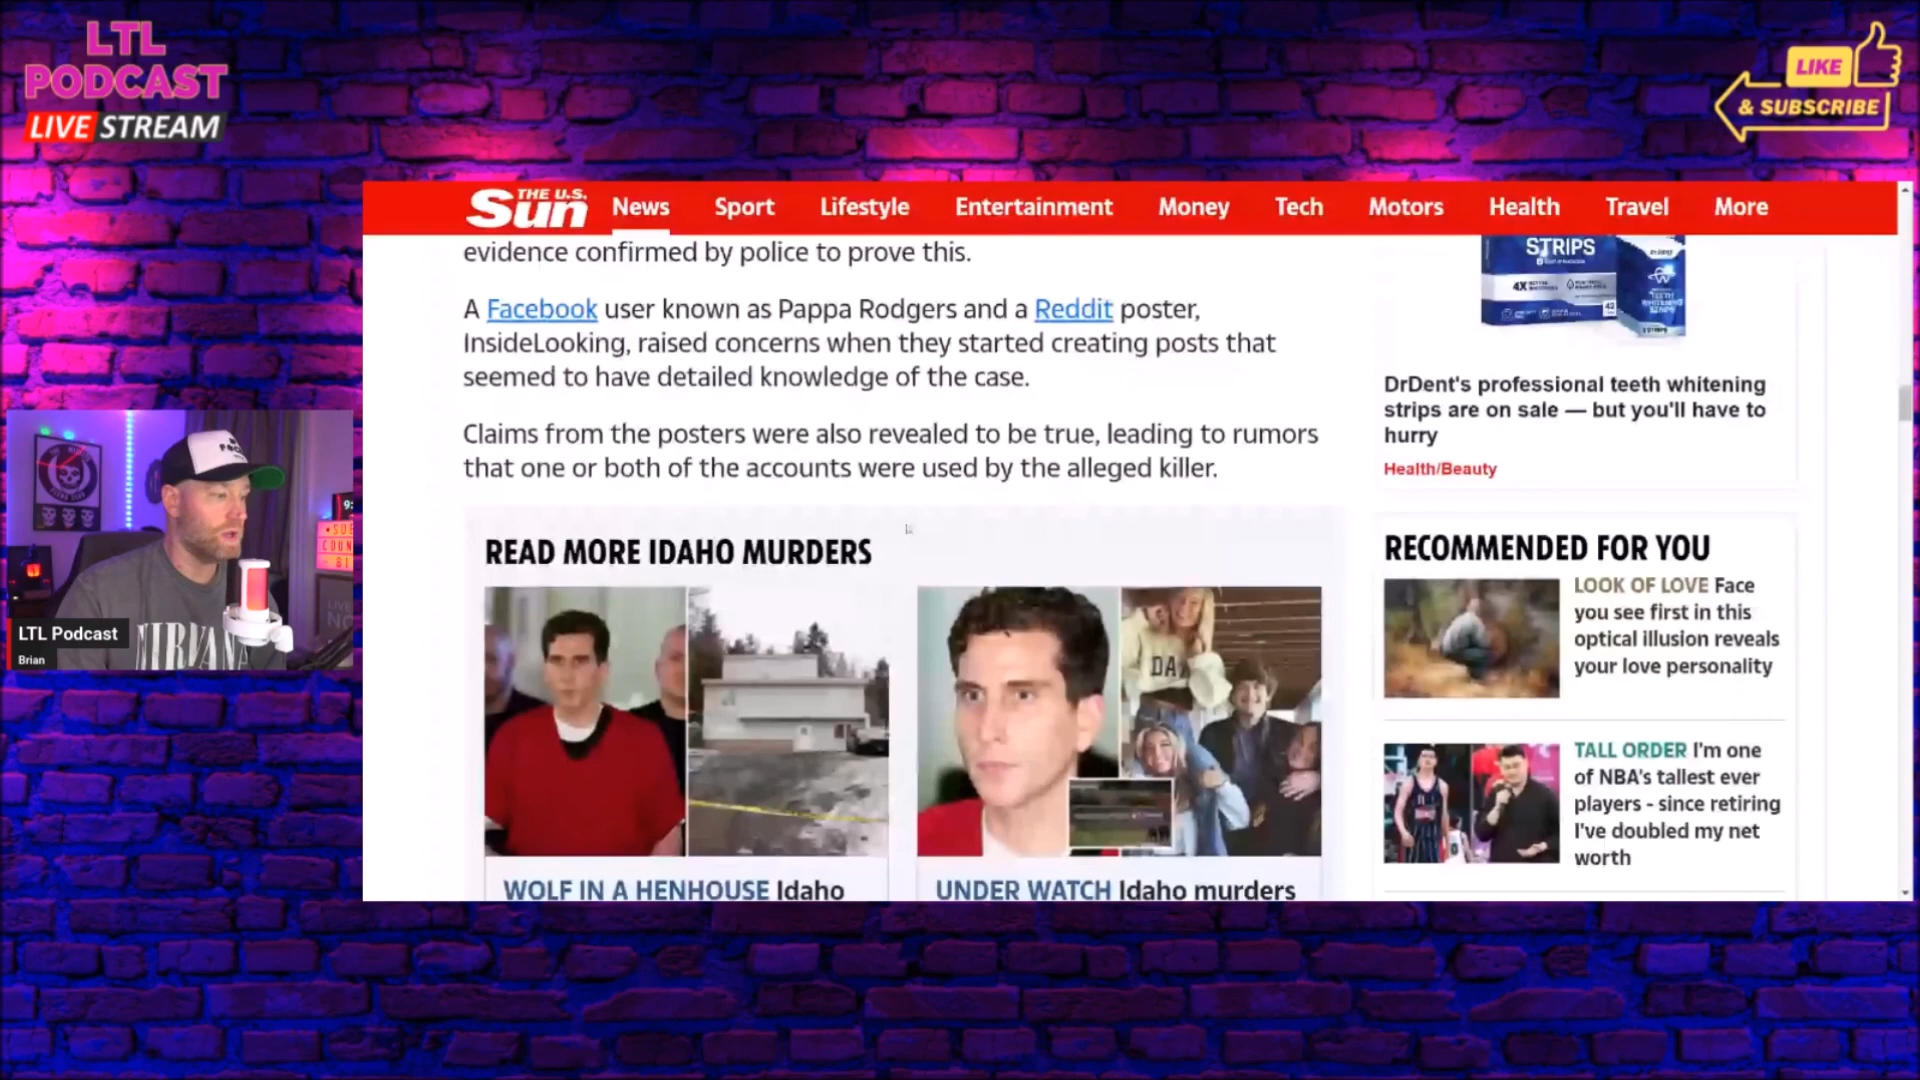 LTL
PODCAST
LIVE STREAM
LIKE
& SUBSCRIBE
THE U.S.
Sun
News
Sport
Lifestyle
Entertainment
Money
Tech
Motors
Health
Travel
More
evidence confirmed by police to prove this.
A Facebook user known as Pappa Rodgers and a Reddit poster,
InsideLooking, raised concerns when they started creating posts that
seemed to have detailed knowledge of the case.
Claims from the posters were also revealed to be true, leading to rumors
that one or both of the accounts were used by the alleged killer.
READ MORE IDAHO MURDERS
WOLF IN A HENHOUSE Idaho
UNDER WATCH Idaho murders
STRIPS
DrDent's professional teeth whitening
strips are on sale — but you'll have to
hurry
Health/Beauty
RECOMMENDED FOR YOU
LOOK OF LOVE Face
you see first in this
optical illusion reveals
your love personality
TALL ORDER I'm one
of NBA's tallest ever
players - since retiring
I've doubled my net
worth
LTL Podcast
Brian
NIRVANA